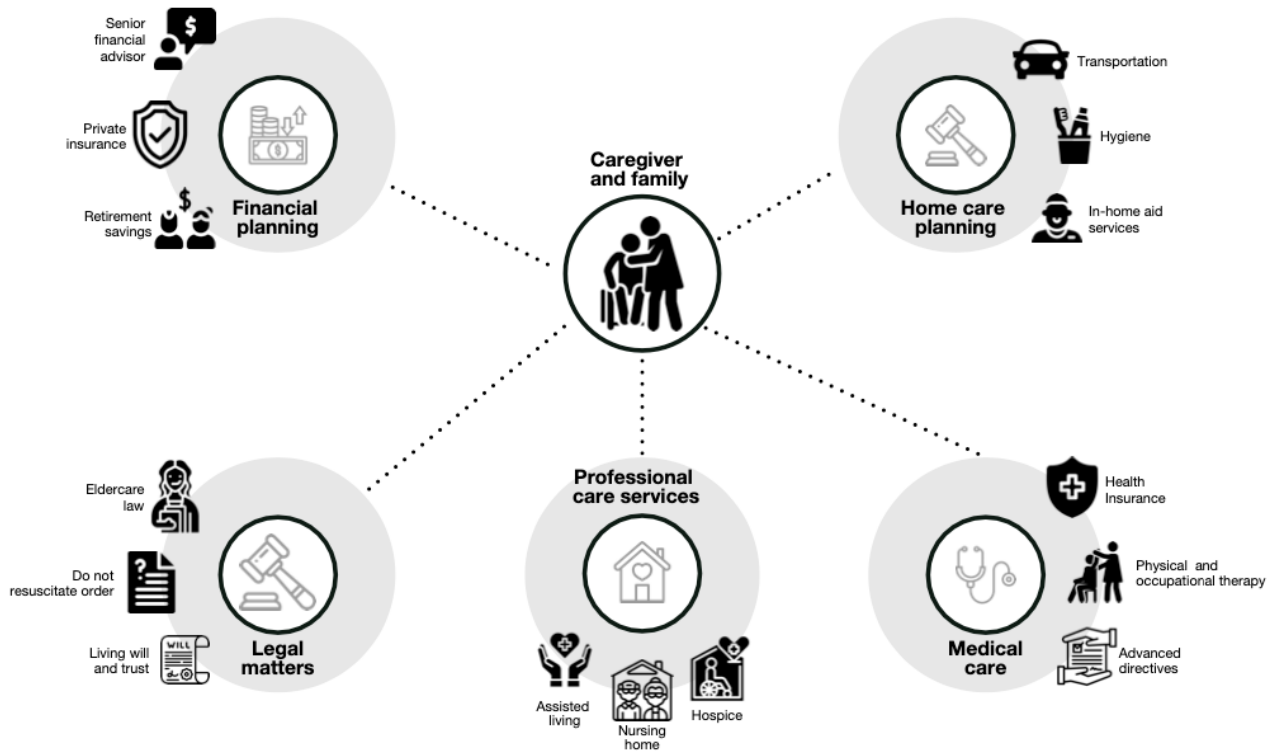 Senior
financial
advisor
$
Private
insurance
Retirement
savings
$
$
Financial
planning
Caregiver
and family
Transportation
Hygiene
In-home aid
services
Home care
planning
Eldercare
law
?
Do not
resuscitate order
WILL
Living will
and trust
Legal
matters
Professional
care services
Assisted
living
Nursing
home
Hospice
Health
Insurance
Physical and
occupational therapy
Advanced
directives
Medical
care